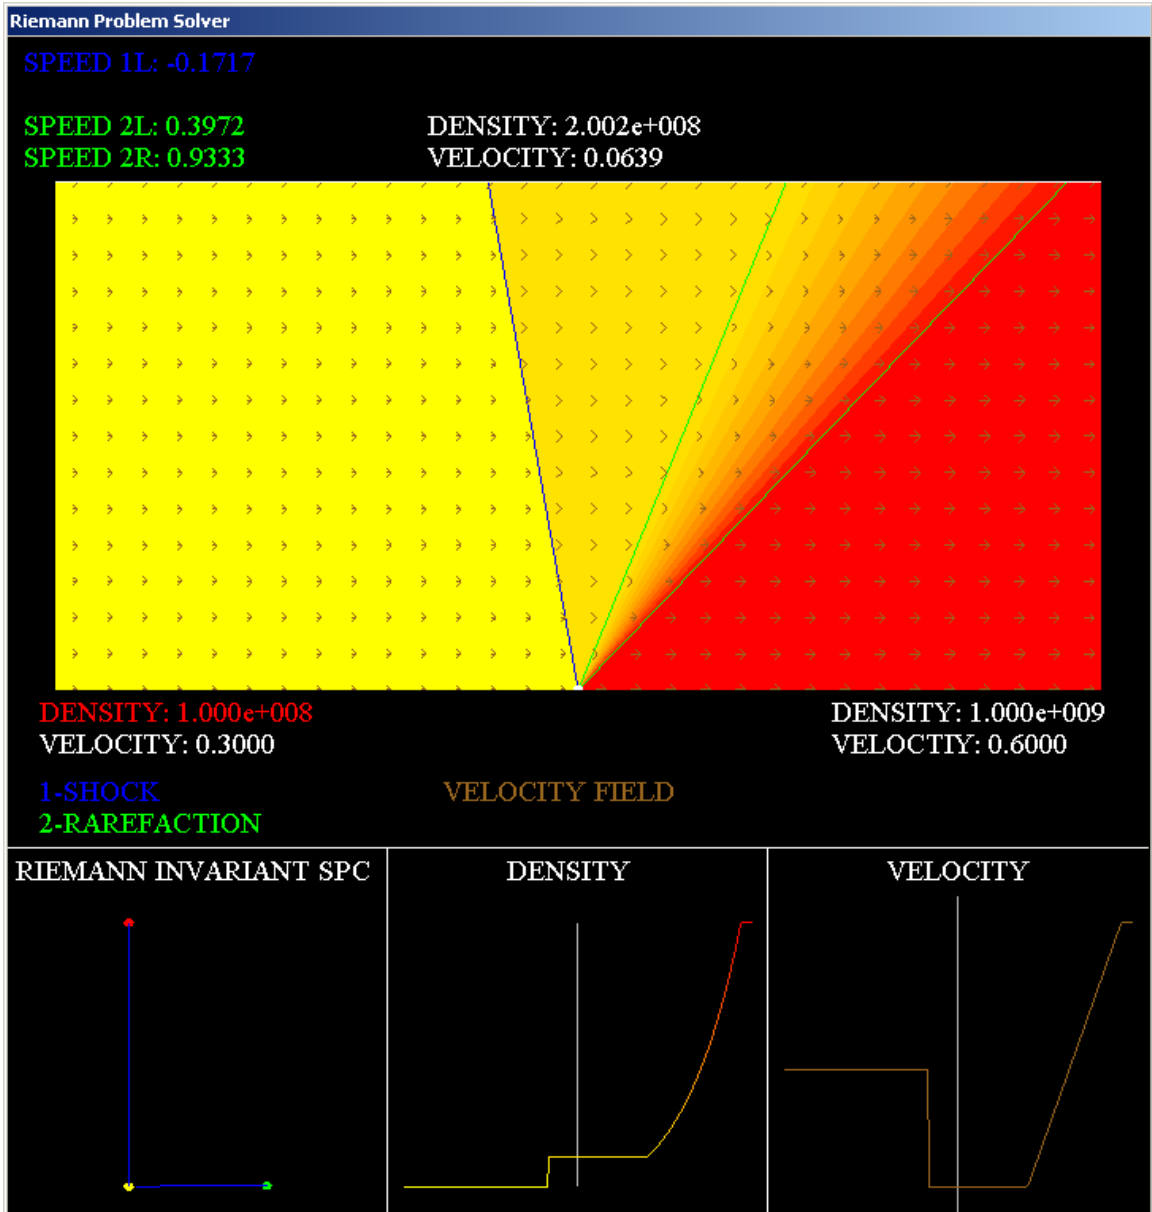 Riemann Problem Solver
SPEED 1L: -0.1717
SPEED 2L: 0.3972
SPEED 2R: 0.9333
DENSITY: 2.002e+008
VELOCITY: 0.0639
DENSITY: 1.000e+008
VELOCITY: 0.3000
DENSITY: 1.000e+009
VELOCTIY: 0.6000
1-SHOCK
2-RAREFACTION
VELOCITY FIELD
RIEMANN INVARIANT SPC
DENSITY
VELOCITY